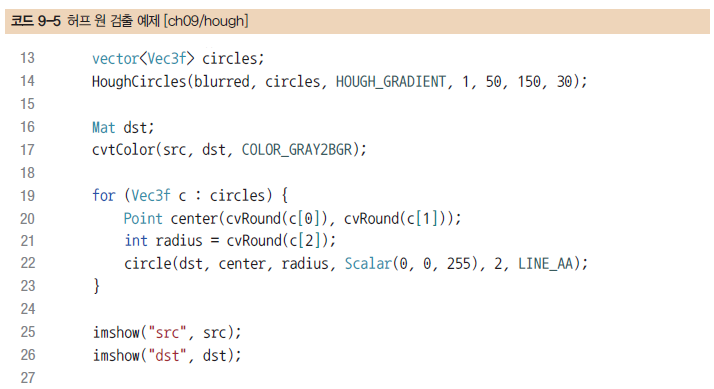 코드 9-5 허프 원 검출 예제 [ch09/hough]
13 vector<Vec3f> circles;
14 HoughCircles(blurred, circles, HOUGH_GRADIENT, 1, 50, 150, 30);
15
16 Mat dst;
17 cvtColor(src, dst, COLOR_GRAY2BGR);
18
19 for (Vec3f c : circles) {
20 Point center(cvRound(c[0]), cvRound(c[1]));
21 int radius = cvRound(c[2]);
22 circle(dst, center, radius, Scalar(0, 0, 255), 2, LINE_AA);
23 }
24
25 imshow("src", src);
26 imshow("dst", dst);
27